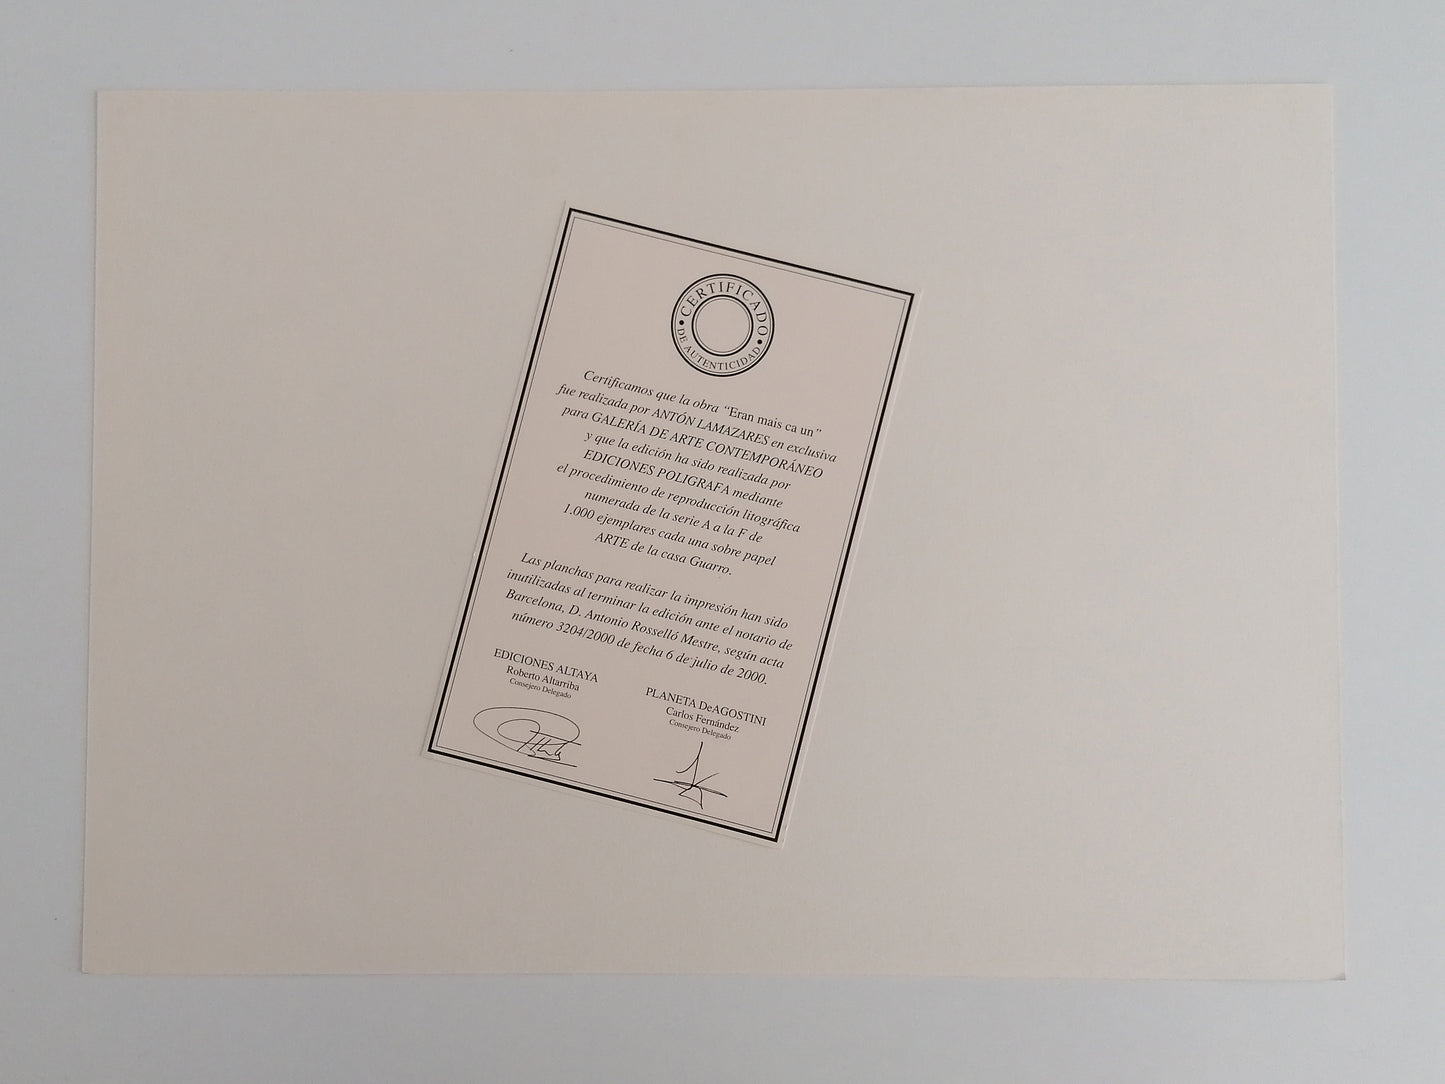 CERTIFICADO
DE AUTENTICIDAD
Certificamos que la obra "Eran mais ca un"
fue realizada por ANTÓN LAMAZARES en exclusiva
para GALERÍA DE ARTE CONTEMPORÁNEO
y que la edición ha sido realizada por
EDICIONES POLIGRAFA mediante
el procedimiento de reproducción litográfica
numerada de la serie A a la F de
1.000 ejemplares cada una sobre papel
ARTE de la casa Guarro.
Las planchas para realizar la impresión han sido
inutilizadas al terminar la edición ante el notario de
Barcelona, D. Antonio Rosselló Mestre, según acta
número 3204/2000 de fecha 6 de julio de 2000.
EDICIONES ALTAYA
Roberto Altarriba
Consejero Delegado
PLANETA DeAGOSTINI
Carlos Fernández
Consejero Delegado